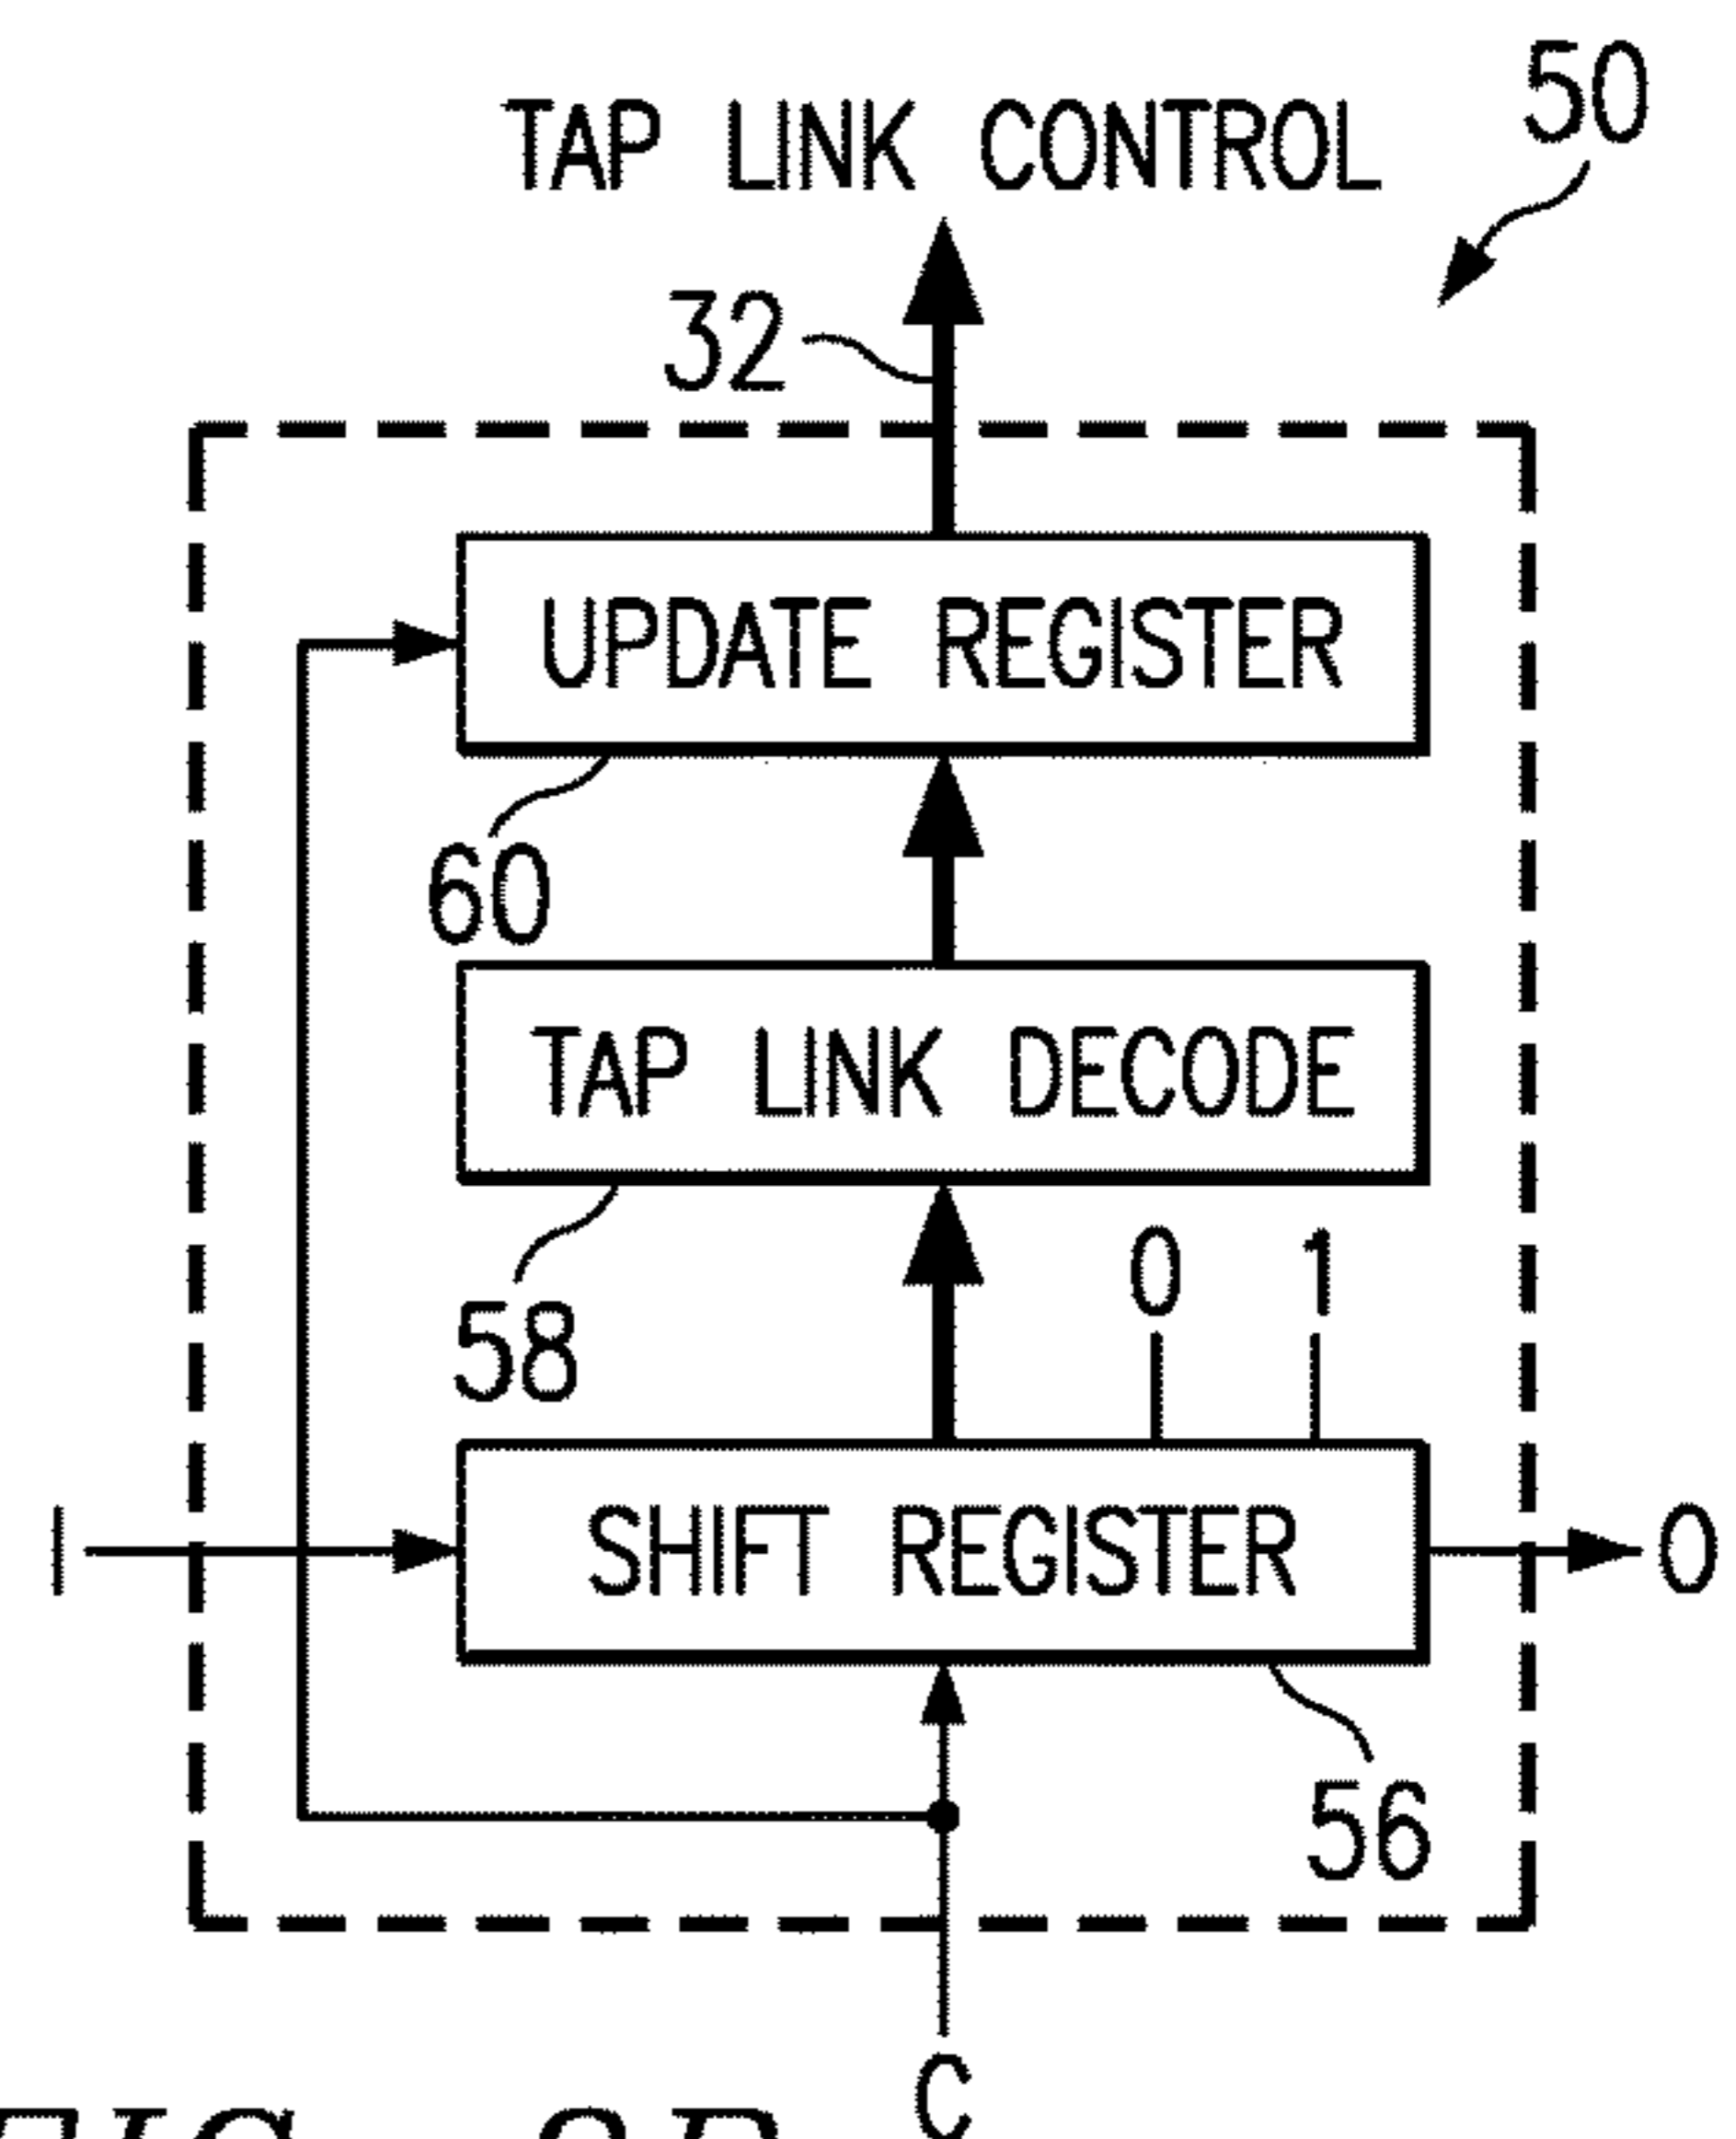 50
TAP LINK CONTROL
32
UPDATE REGISTER
60
TAP LINK DECODE
0 1
58
I SHIFT REGISTER O
56
C